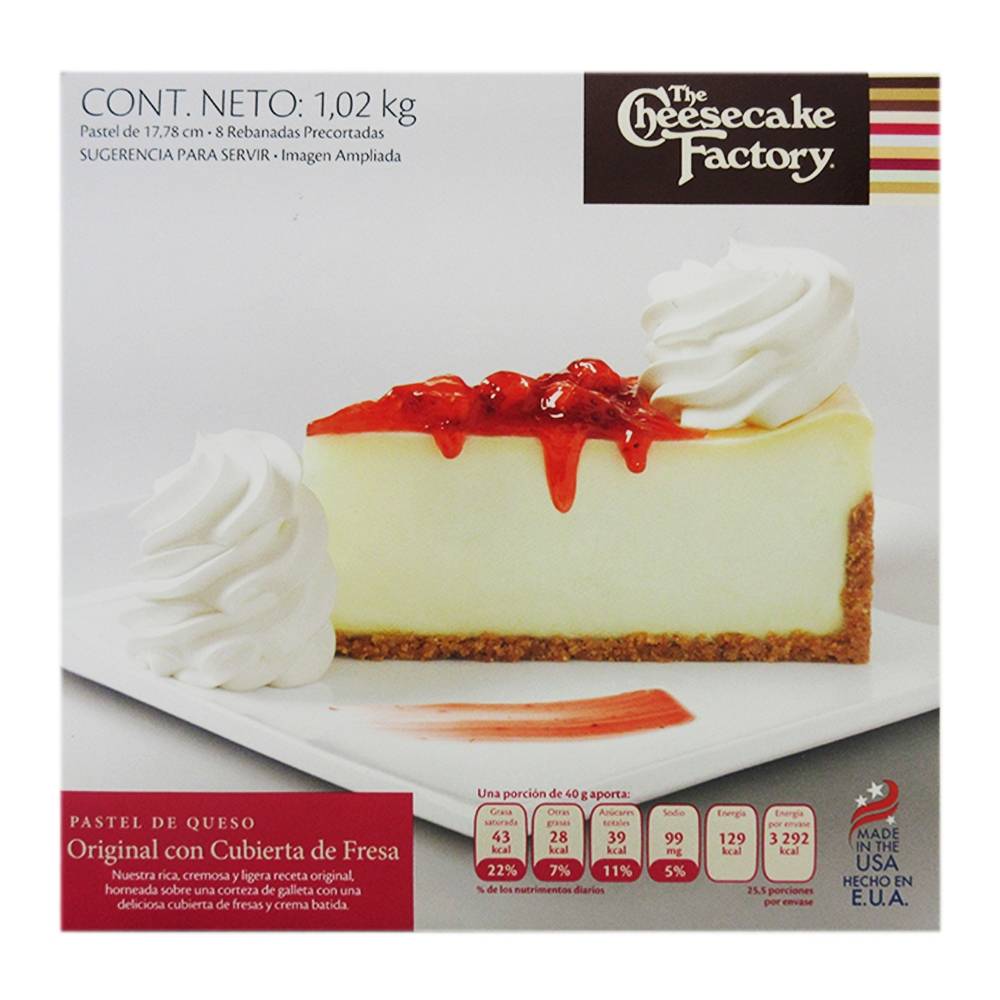 CONT. NETO: 1,02 kg
Pastel de 17,78 cm • 8 Rebanadas Precortadas
SUGERENCIA PARA SERVIR • Imagen Ampliada
The
Cheesecake
Factory.
PASTEL DE QUESO
Original con Cubierta de Fresa
Nuestra rica, cremosa y ligera receta original,
horneada sobre una corteza de galleta con una
deliciosa cubierta de fresas y crema batida.
Una porción de 40 g aporta:
Grasa saturada 43 kcal 22%
Otras grasas 28 kcal 7%
Azúcares totales 39 kcal 11%
Sodio 99 mg 5%
Energía 129 kcal
Energía por envase 3 292 kcal
% de los nutrimentos diarios
25,5 porciones
por envase
MADE
IN THE
USA
HECHO EN
E.U.A.